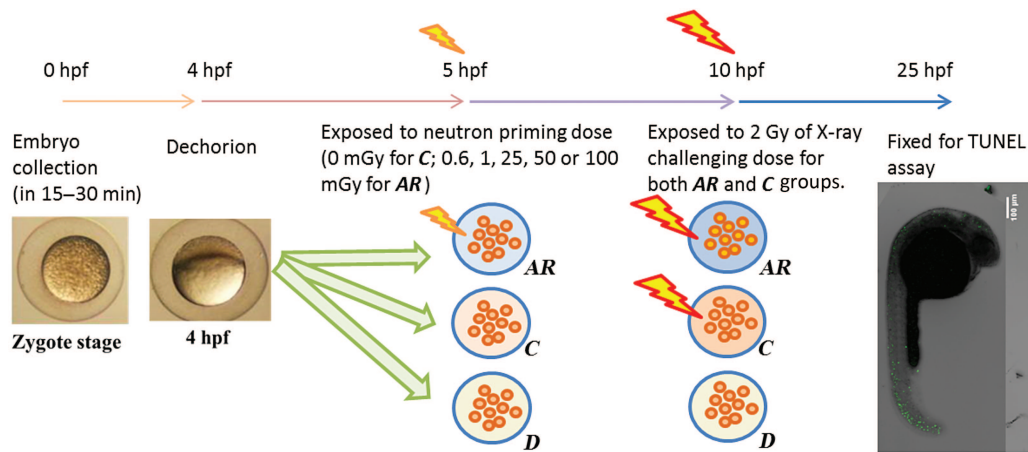 0 hpf
4 hpf
5 hpf
10 hpf
25 hpf
Embryo
collection
(in 15–30 min)
Dechorion
Exposed to neutron priming dose
(0 mGy for C; 0.6, 1, 25, 50 or 100
mGy for AR)
Exposed to 2 Gy of X-ray
challenging dose for
both AR and C groups.
Fixed for TUNEL
assay
100 µm
Zygote stage
4 hpf
AR
C
D
AR
C
D